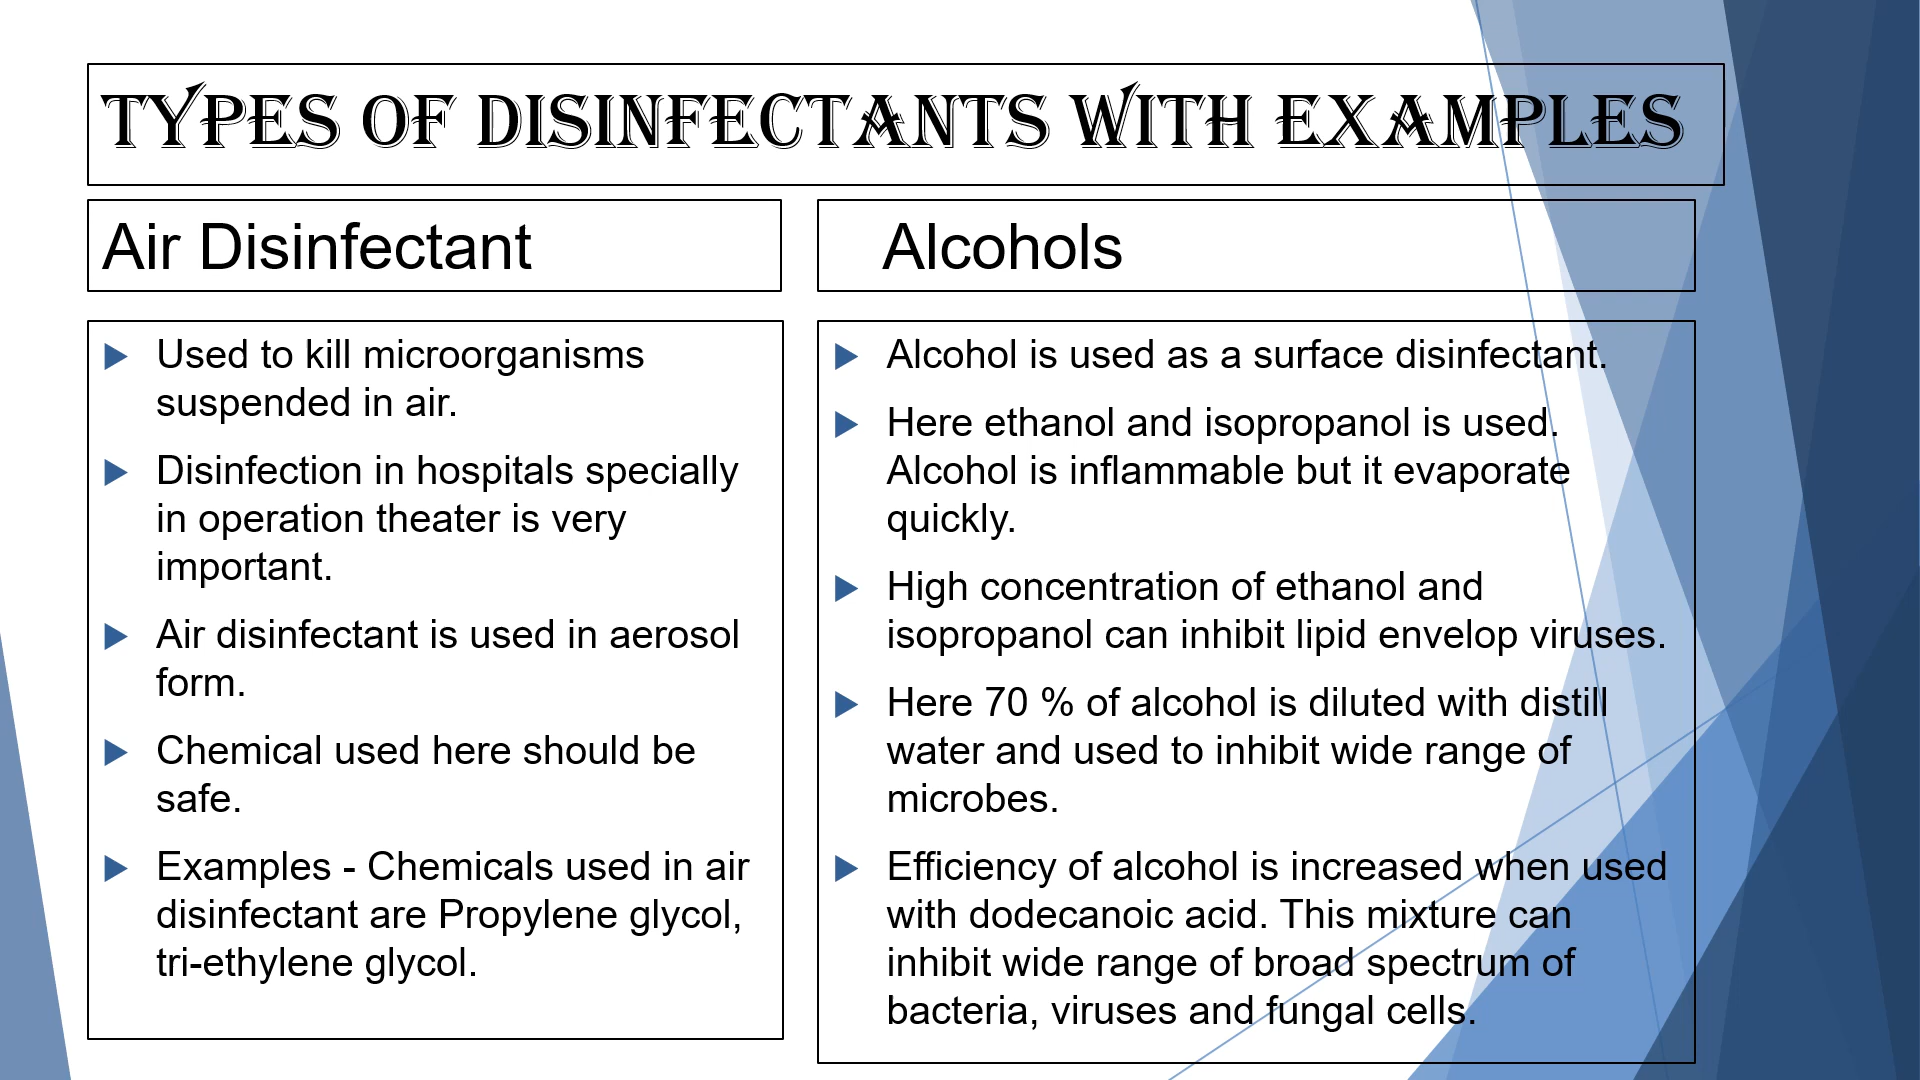 TYPES OF DISINFECTANTS WITH EXAMPLES
Air Disinfectant
Used to kill microorganisms
suspended in air.
Disinfection in hospitals specially
in operation theater is very
important.
Air disinfectant is used in aerosol
form.
Chemical used here should be
safe.
Examples - Chemicals used in air
disinfectant are Propylene glycol,
tri-ethylene glycol.
Alcohols
Alcohol is used as a surface disinfectant.
Here ethanol and isopropanol is used.
Alcohol is inflammable but it evaporate
quickly.
High concentration of ethanol and
isopropanol can inhibit lipid envelop viruses.
Here 70 % of alcohol is diluted with distill
water and used to inhibit wide range of
microbes.
Efficiency of alcohol is increased when used
with dodecanoic acid. This mixture can
inhibit wide range of broad spectrum of
bacteria, viruses and fungal cells.